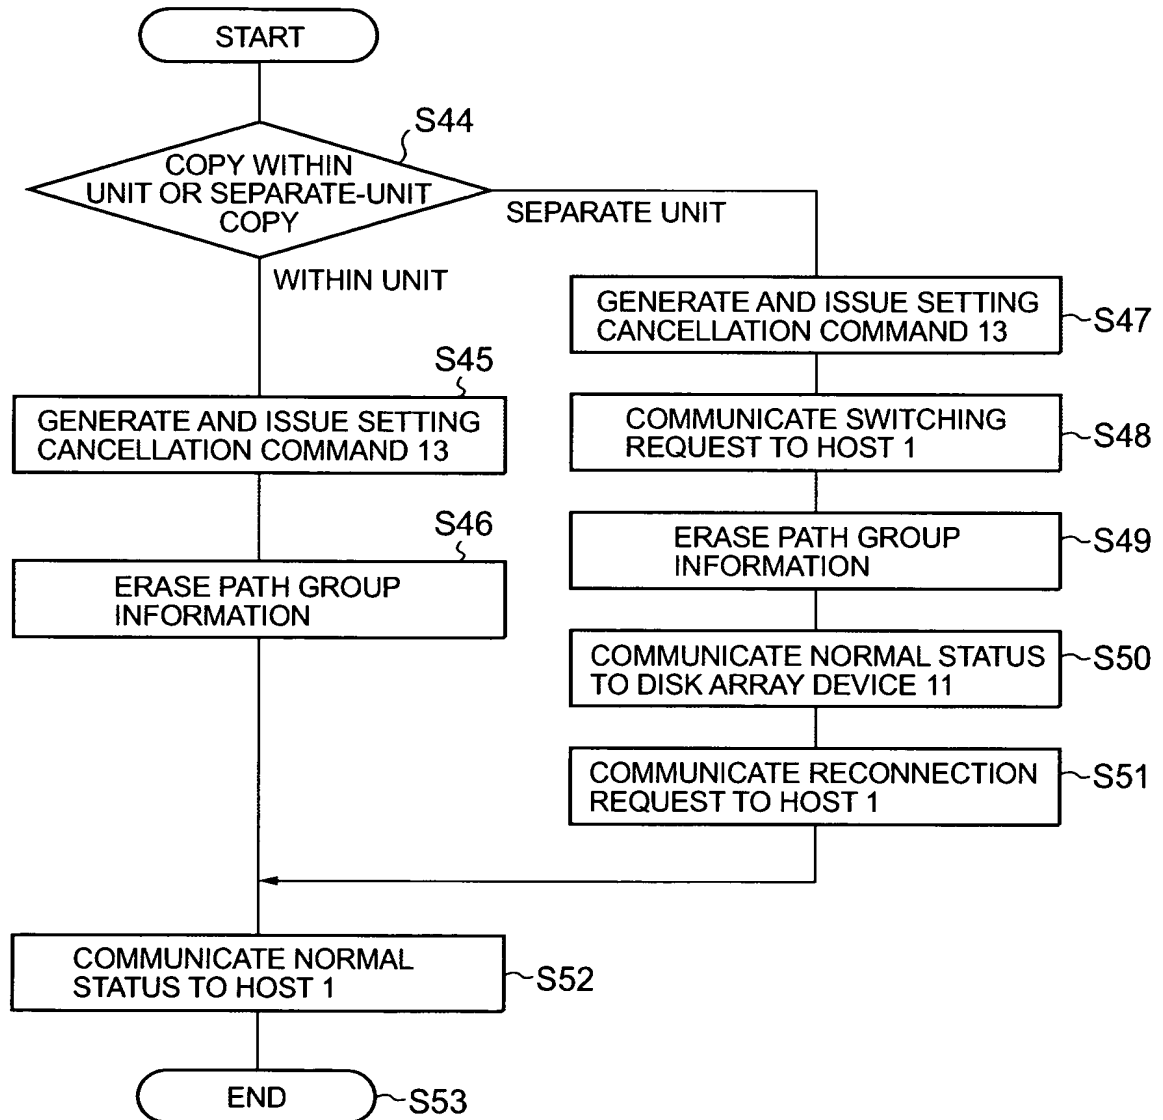 START
S44
COPY WITHIN
UNIT OR SEPARATE-UNIT
COPY
SEPARATE UNIT
WITHIN UNIT
S45
GENERATE AND ISSUE SETTING
CANCELLATION COMMAND 13
S46
ERASE PATH GROUP
INFORMATION
GENERATE AND ISSUE SETTING
CANCELLATION COMMAND 13
S47
COMMUNICATE SWITCHING
REQUEST TO HOST 1
S48
ERASE PATH GROUP
INFORMATION
S49
COMMUNICATE NORMAL STATUS
TO DISK ARRAY DEVICE 11
S50
COMMUNICATE RECONNECTION
REQUEST TO HOST 1
S51
COMMUNICATE NORMAL
STATUS TO HOST 1
S52
END
S53